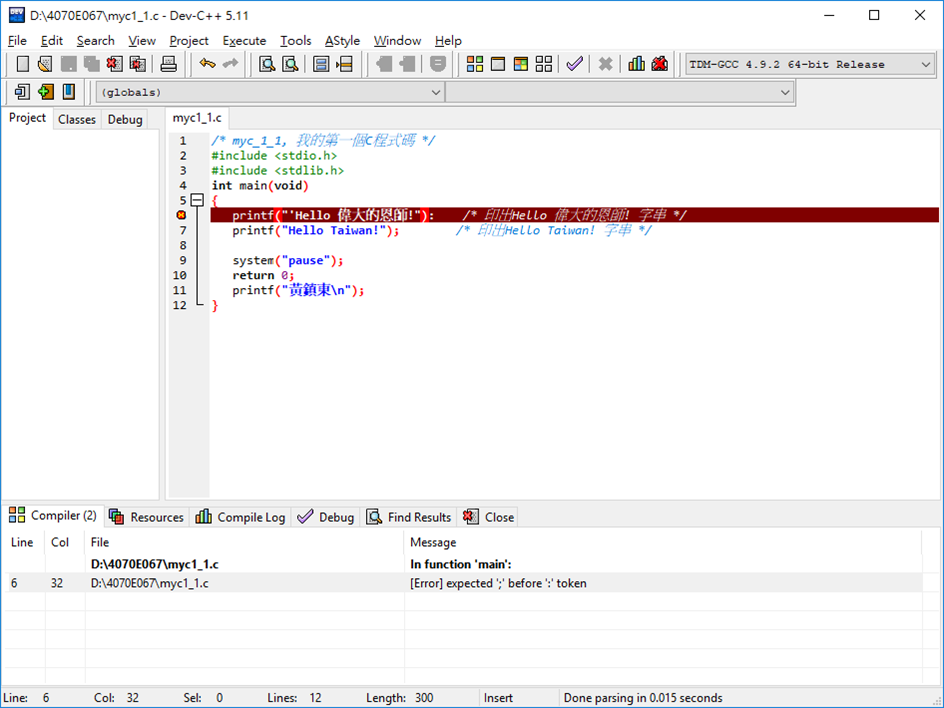 D:\4070E067\myc1_1.c - Dev-C++ 5.11
File Edit Search View Project Execute Tools AStyle Window Help
TDM-GCC 4.9.2 64-bit Release
(globals)
Project Classes Debug myc1_1.c
1 /* myc_1_1, 我的第一個C程式碼 */
2 #include <stdio.h>
3 #include <stdlib.h>
4 int main(void)
5 {
printf("'Hello 偉大的恩師!"): /* 印出Hello 偉大的恩師! 字串 */
7 printf("Hello Taiwan!"); /* 印出Hello Taiwan! 字串 */
8
9 system("pause");
10 return 0;
11 printf("黃鎮東\n");
12 }
Compiler (2) Resources Compile Log Debug Find Results Close
Line Col File Message
D:\4070E067\myc1_1.c In function 'main':
6 32 D:\4070E067\myc1_1.c [Error] expected ';' before ':' token
Line: 6 Col: 32 Sel: 0 Lines: 12 Length: 300 Insert Done parsing in 0.015 seconds